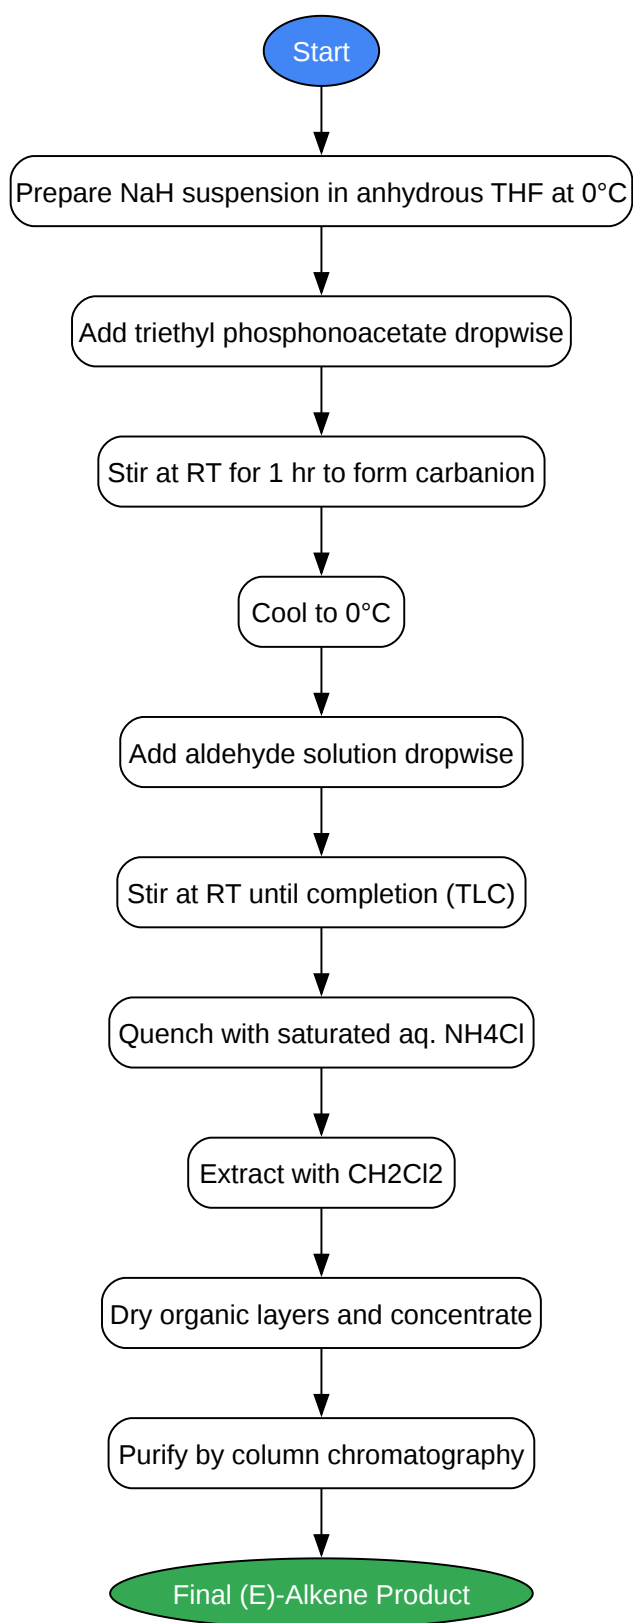 Start
Prepare NaH suspension in anhydrous THF at 0°C
Add triethyl phosphonoacetate dropwise
Stir at RT for 1 hr to form carbanion
Cool to 0°C
Add aldehyde solution dropwise
Stir at RT until completion (TLC)
Quench with saturated aq. NH4Cl
Extract with CH2Cl2
Dry organic layers and concentrate
Purify by column chromatography
Final (E)-Alkene Product